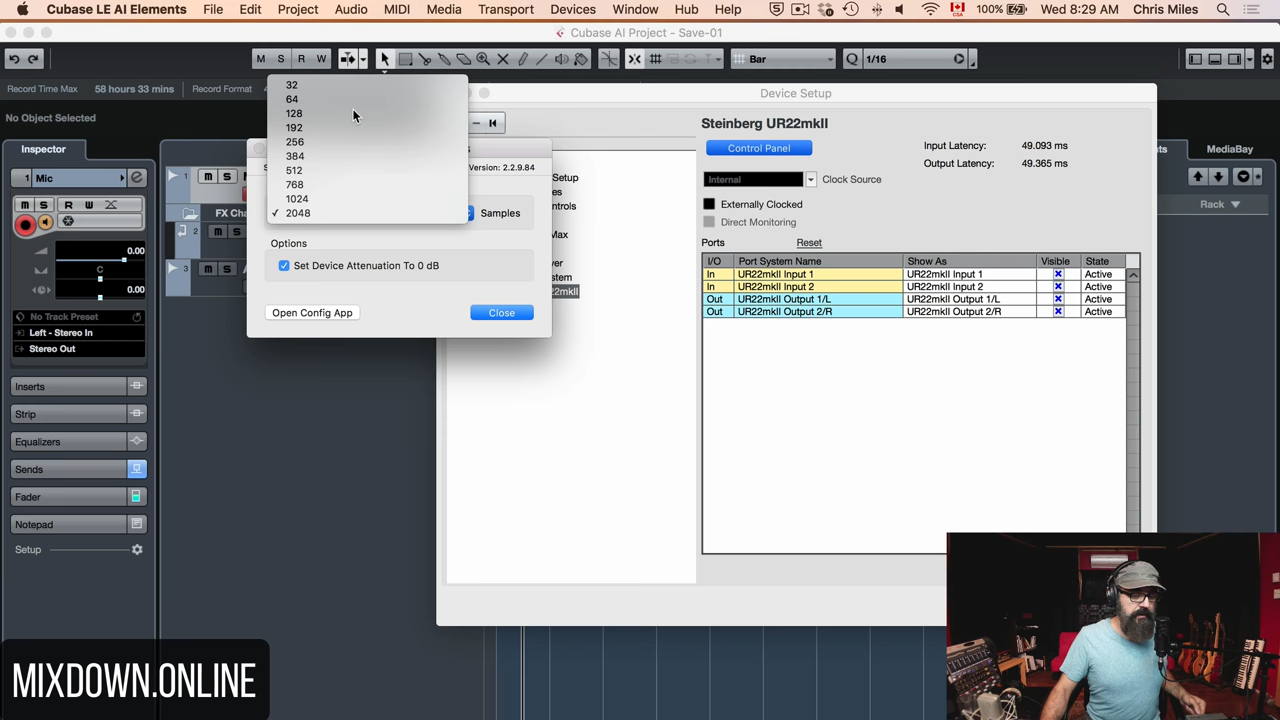 Cubase LE AI Elements File Edit Project Audio MIDI Media Transport Devices Window Hub Help 100% Wed 8:29 AM Chris Miles
Cubase AI Project - Save-01
M S R W Bar Q 1/16
Record Time Max 58 hours 33 mins Record Format
Device Setup
No Object Selected
32
64
128
192
256
384
512
768
1024
✓ 2048
Version: 2.2.9.84
Samples
Options
Set Device Attenuation To 0 dB
Open Config App
Close
Inspector
1 Mic
m S R W
0.00
C
0.00
No Track Preset
Left - Stereo In
Stereo Out
Inserts
Strip
Equalizers
Sends
Fader
Notepad
Setup
1 m S
FX Cha
2 m S
3 m S
Steinberg UR22mkII
Control Panel
Input Latency: 49.093 ms
Output Latency: 49.365 ms
Internal Clock Source
Externally Clocked
Direct Monitoring
Ports Reset
I/O Port System Name Show As Visible State
In UR22mkII Input 1 UR22mkII Input 1 Active
In UR22mkII Input 2 UR22mkII Input 2 Active
Out UR22mkII Output 1/L UR22mkII Output 1/L Active
Out UR22mkII Output 2/R UR22mkII Output 2/R Active
MediaBay
Rack
MIXDOWN.ONLINE